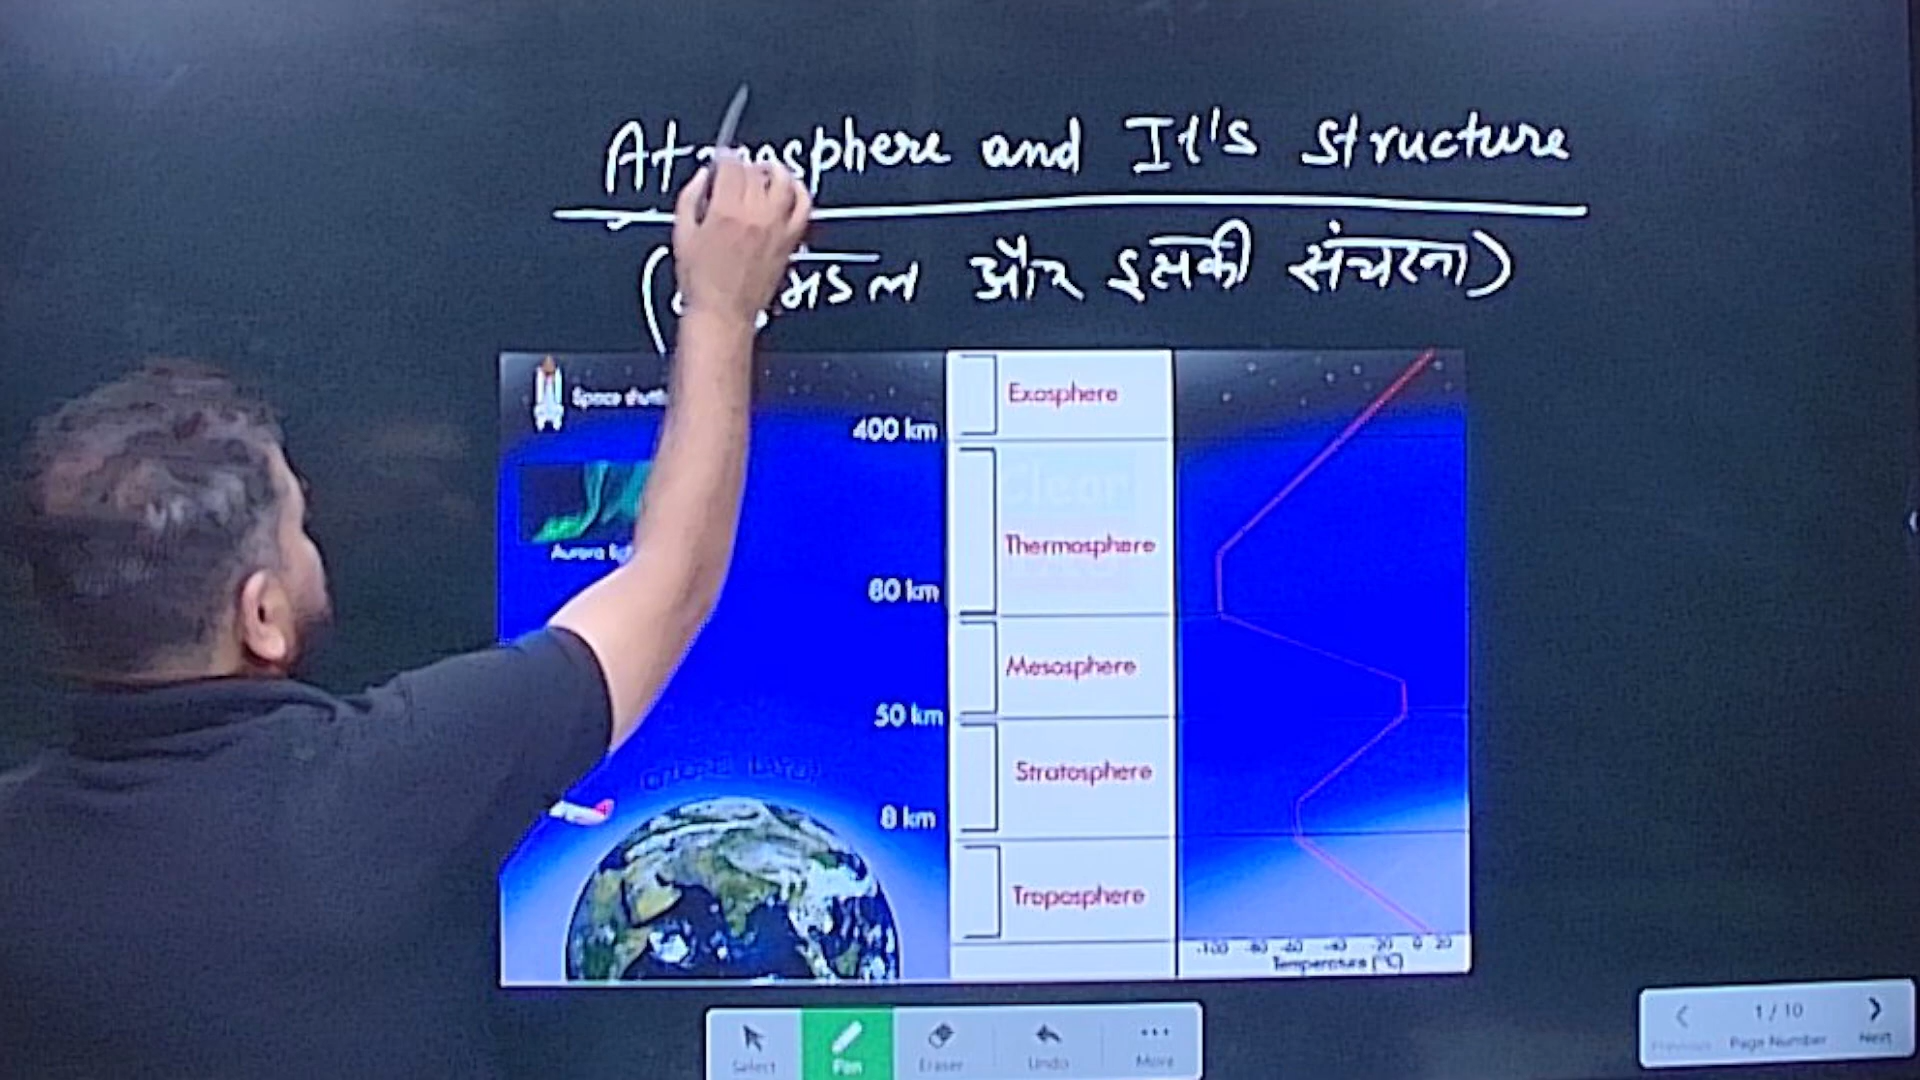 Atmosphere and It's structure
मंडल और इसकी संचरना)
Space shuttle
Exosphere
400 km
Clear
Aurora
Thermosphere
80 km
Mesosphere
50 km
Stratosphere
8 km
Troposphere
-100 -80 -60 -40 -20 0 20
Temperature (°C)
Select Pen Eraser Undo More
1 / 10
Previous Page Number Next